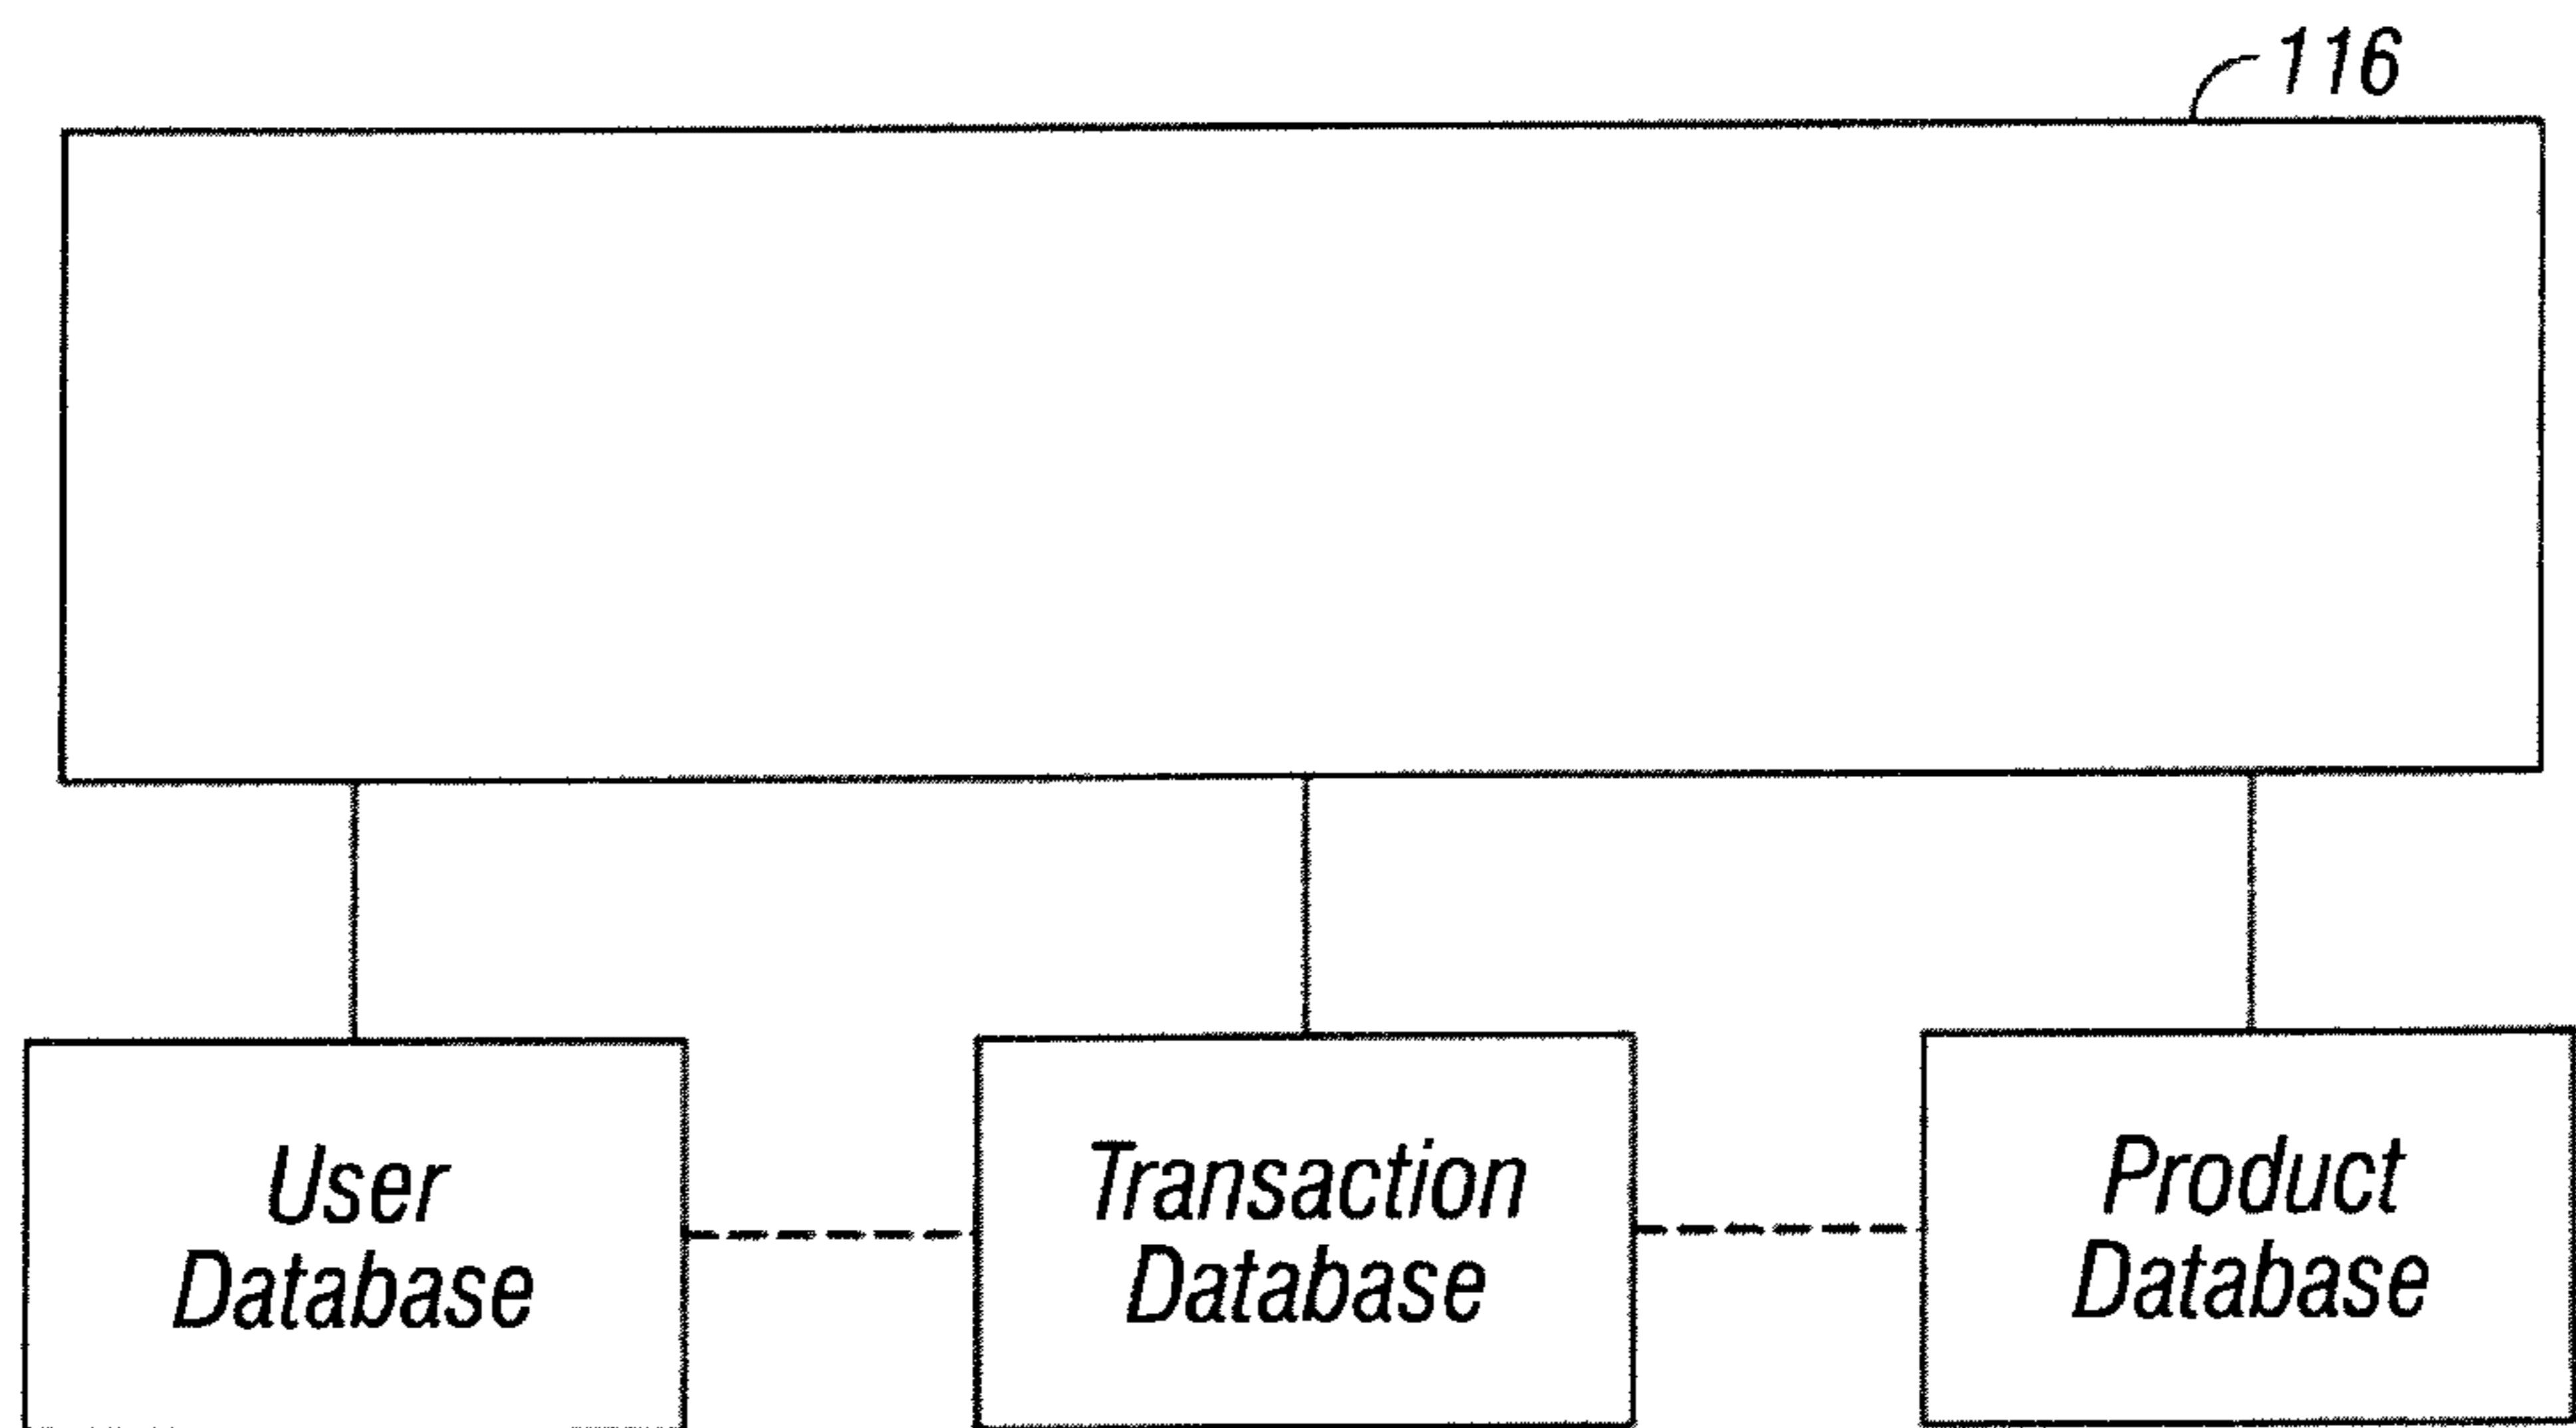 116
User
Database
Transaction
Database
Product
Database